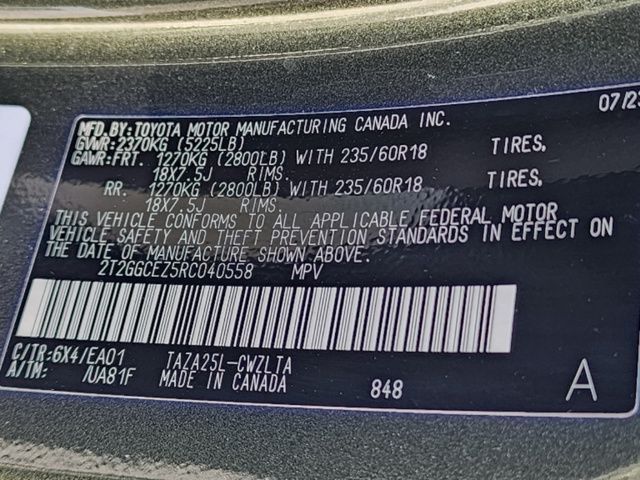 07/23
MFD.BY:TOYOTA MOTOR MANUFACTURING CANADA INC.
GVWR:2370KG (5225LB)
GAWR:FRT. 1270KG (2800LB) WITH 235/60R18 TIRES,
18X7.5J RIMS.
RR. 1270KG (2800LB) WITH 235/60R18 TIRES,
18X7.5J RIMS.
THIS VEHICLE CONFORMS TO ALL APPLICABLE FEDERAL MOTOR
VEHICLE SAFETY AND THEFT PREVENTION STANDARDS IN EFFECT ON
THE DATE OF MANUFACTURE SHOWN ABOVE.
2T2GGCEZ5RC040558 MPV
C/TR:6X4/EA01 TAZA25L-CWZLTA
A/TM: /UA81F MADE IN CANADA 848 A